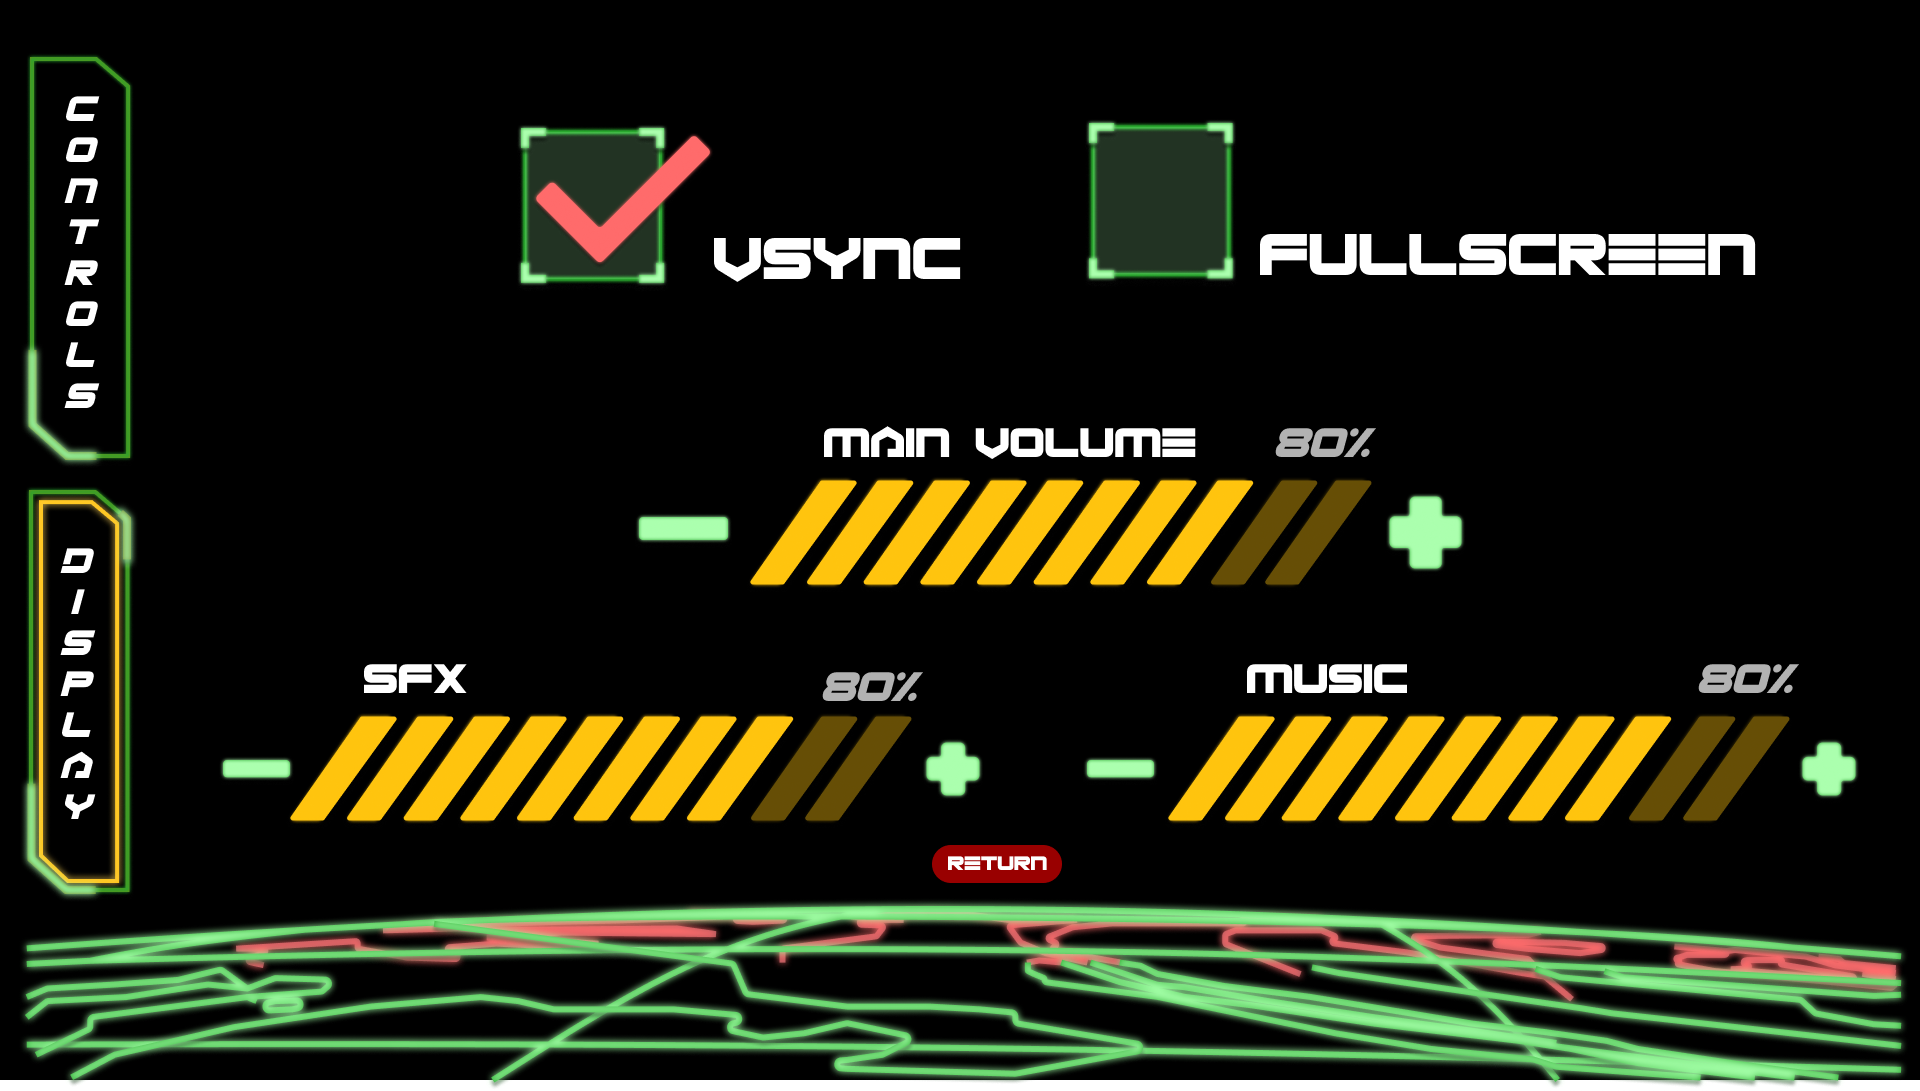 CONTROLS
DISPLAY
VSYNC
FULLSCREEN
MAIN VOLUME 80%
SFX 80%
MUSIC 80%
RETURN